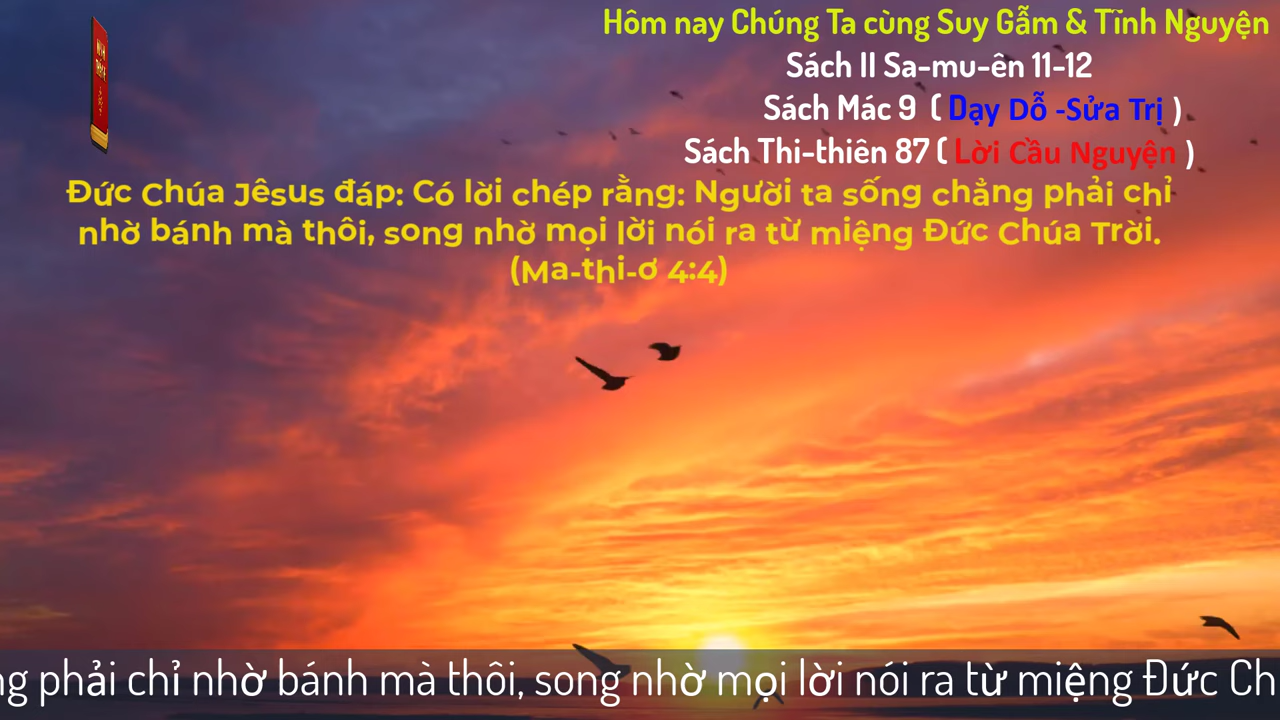 Hôm nay Chúng Ta cùng Suy Gẫm & Tĩnh Nguyện
Sách II Sa-mu-ên 11-12
Sách Mác 9 ( Dạy Dỗ -Sửa Trị )
Sách Thi-thiên 87 ( Lời Cầu Nguyện )
Đức Chúa Jêsus đáp: Có lời chép rằng: Người ta sống chẳng phải chỉ
nhờ bánh mà thôi, song nhờ mọi lời nói ra từ miệng Đức Chúa Trời.
(Ma-thi-ơ 4:4)
ng phải chỉ nhờ bánh mà thôi, song nhờ mọi lời nói ra từ miệng Đức Ch